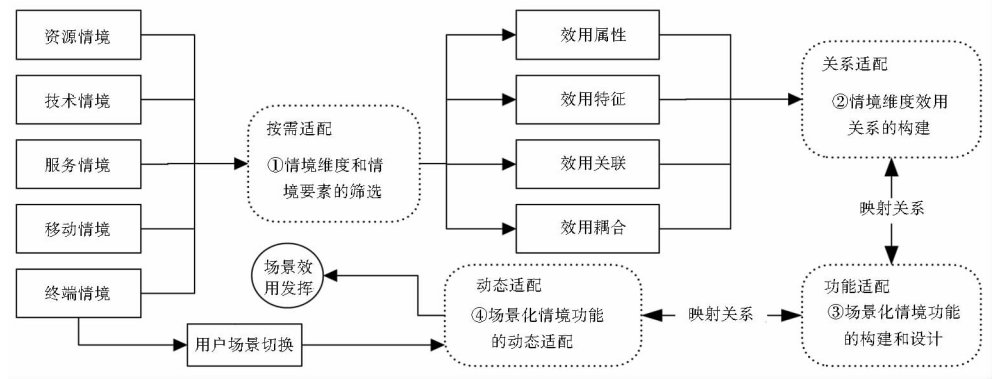 资源情境
技术情境
服务情境
移动情境
终端情境
按需适配
①情境维度和情
境要素的筛选
效用属性
效用特征
效用关联
效用耦合
关系适配
②情境维度效用
关系的构建
映射关系
功能适配
③场景化情境功能
的构建和设计
映射关系
动态适配
④场景化情境功能
的动态适配
场景效
用发挥
用户场景切换